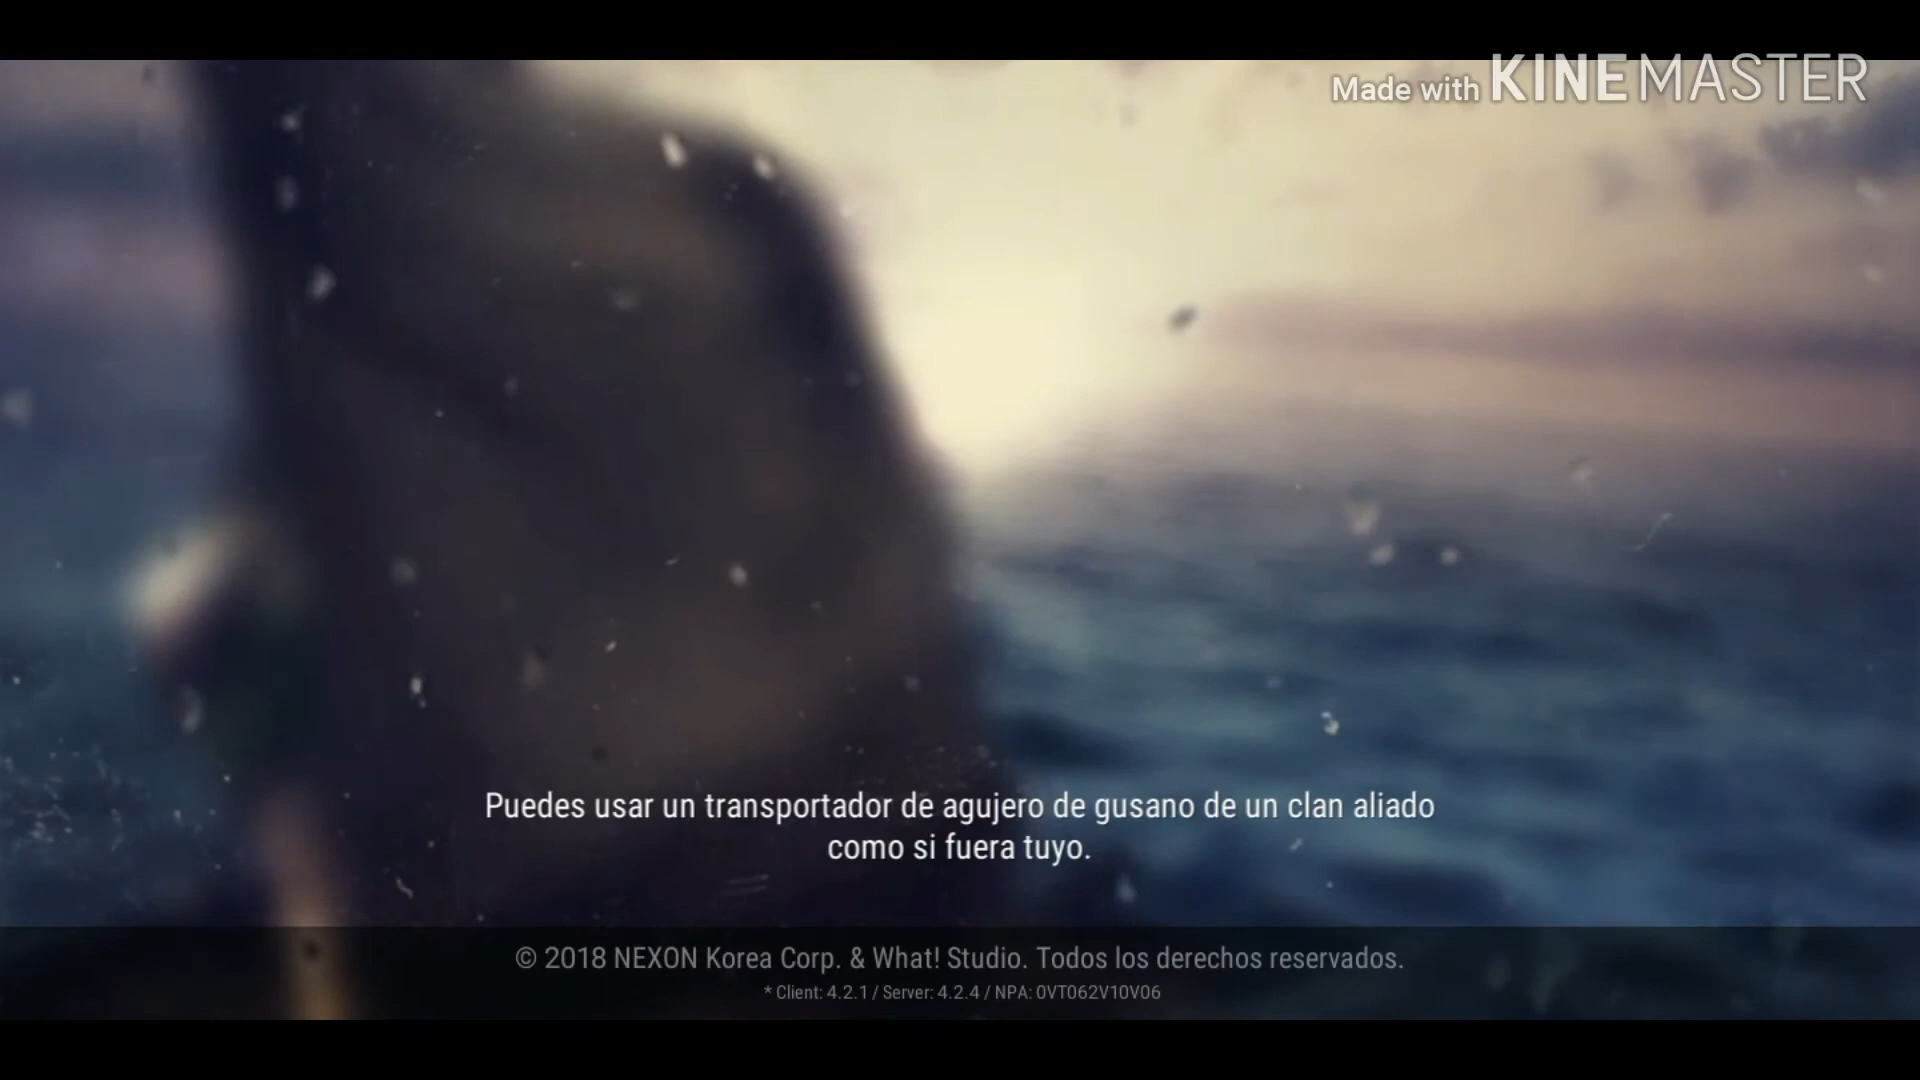 Made with KINEMASTER
Puedes usar un transportador de agujero de gusano de un clan aliado
como si fuera tuyo.
© 2018 NEXON Korea Corp. & What! Studio. Todos los derechos reservados.
* Client: 4.2.1 / Server: 4.2.4 / NPA: 0VT062V10V06